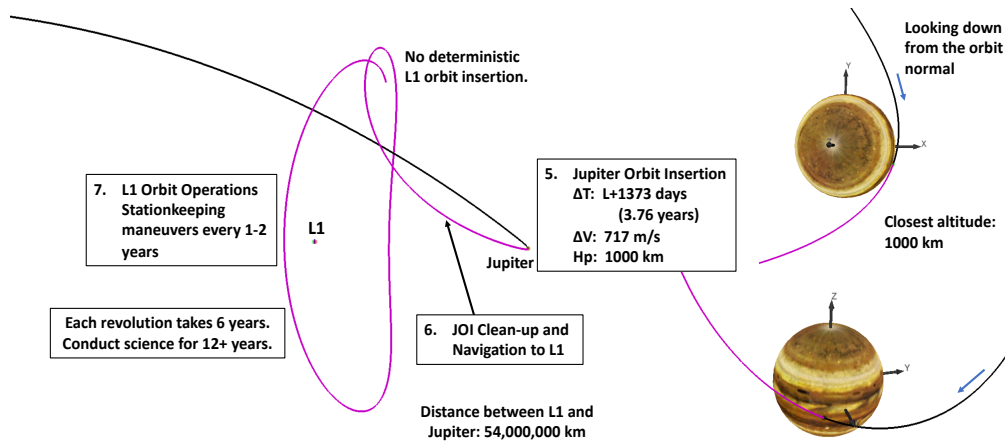 No deterministic
L1 orbit insertion.
7. L1 Orbit Operations
Stationkeeping
maneuvers every 1-2
years
L1
Each revolution takes 6 years.
Conduct science for 12+ years.
Jupiter
6. JOI Clean-up and
Navigation to L1
Distance between L1 and
Jupiter: 54,000,000 km
5. Jupiter Orbit Insertion
ΔT: L+1373 days
(3.76 years)
ΔV: 717 m/s
Hp: 1000 km
Looking down
from the orbit
normal
Y
X
Closest altitude:
1000 km
Z
Y